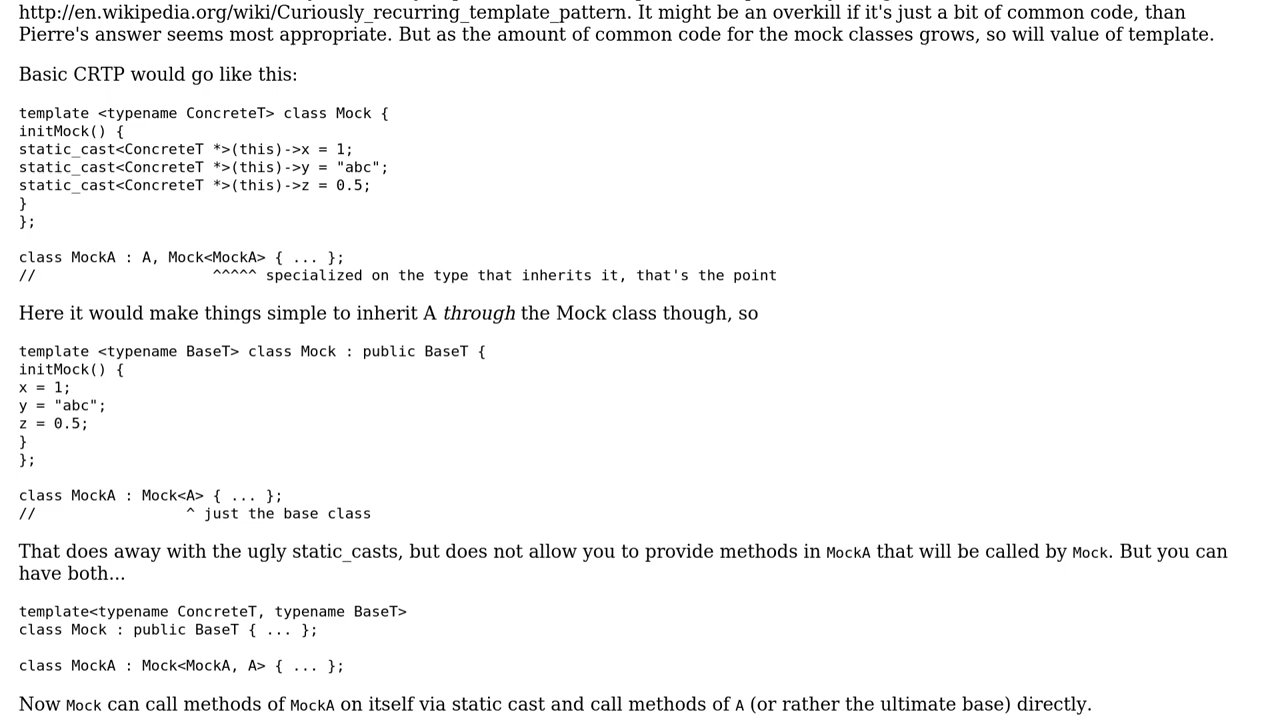 http://en.wikipedia.org/wiki/Curiously_recurring_template_pattern. It might be an overkill if it's just a bit of common code, than
Pierre's answer seems most appropriate. But as the amount of common code for the mock classes grows, so will value of template.
Basic CRTP would go like this:
template <typename ConcreteT> class Mock {
initMock() {
static_cast<ConcreteT *>(this)->x = 1;
static_cast<ConcreteT *>(this)->y = "abc";
static_cast<ConcreteT *>(this)->z = 0.5;
}
};
class MockA : A, Mock<MockA> { ... };
//                    ^^^^^ specialized on the type that inherits it, that's the point
Here it would make things simple to inherit A through the Mock class though, so
template <typename BaseT> class Mock : public BaseT {
initMock() {
x = 1;
y = "abc";
z = 0.5;
}
};
class MockA : Mock<A> { ... };
//                 ^ just the base class
That does away with the ugly static_casts, but does not allow you to provide methods in MockA that will be called by Mock. But you can
have both...
template<typename ConcreteT, typename BaseT>
class Mock : public BaseT { ... };
class MockA : Mock<MockA, A> { ... };
Now Mock can call methods of MockA on itself via static cast and call methods of A (or rather the ultimate base) directly.